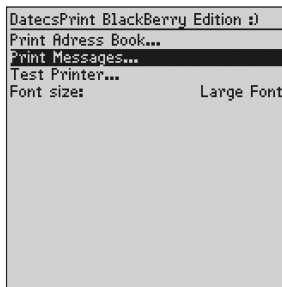 DatecsPrint BlackBerry Edition :)
Print Adress Book...
Print Messages...
Test Printer...
Font size: Large Font